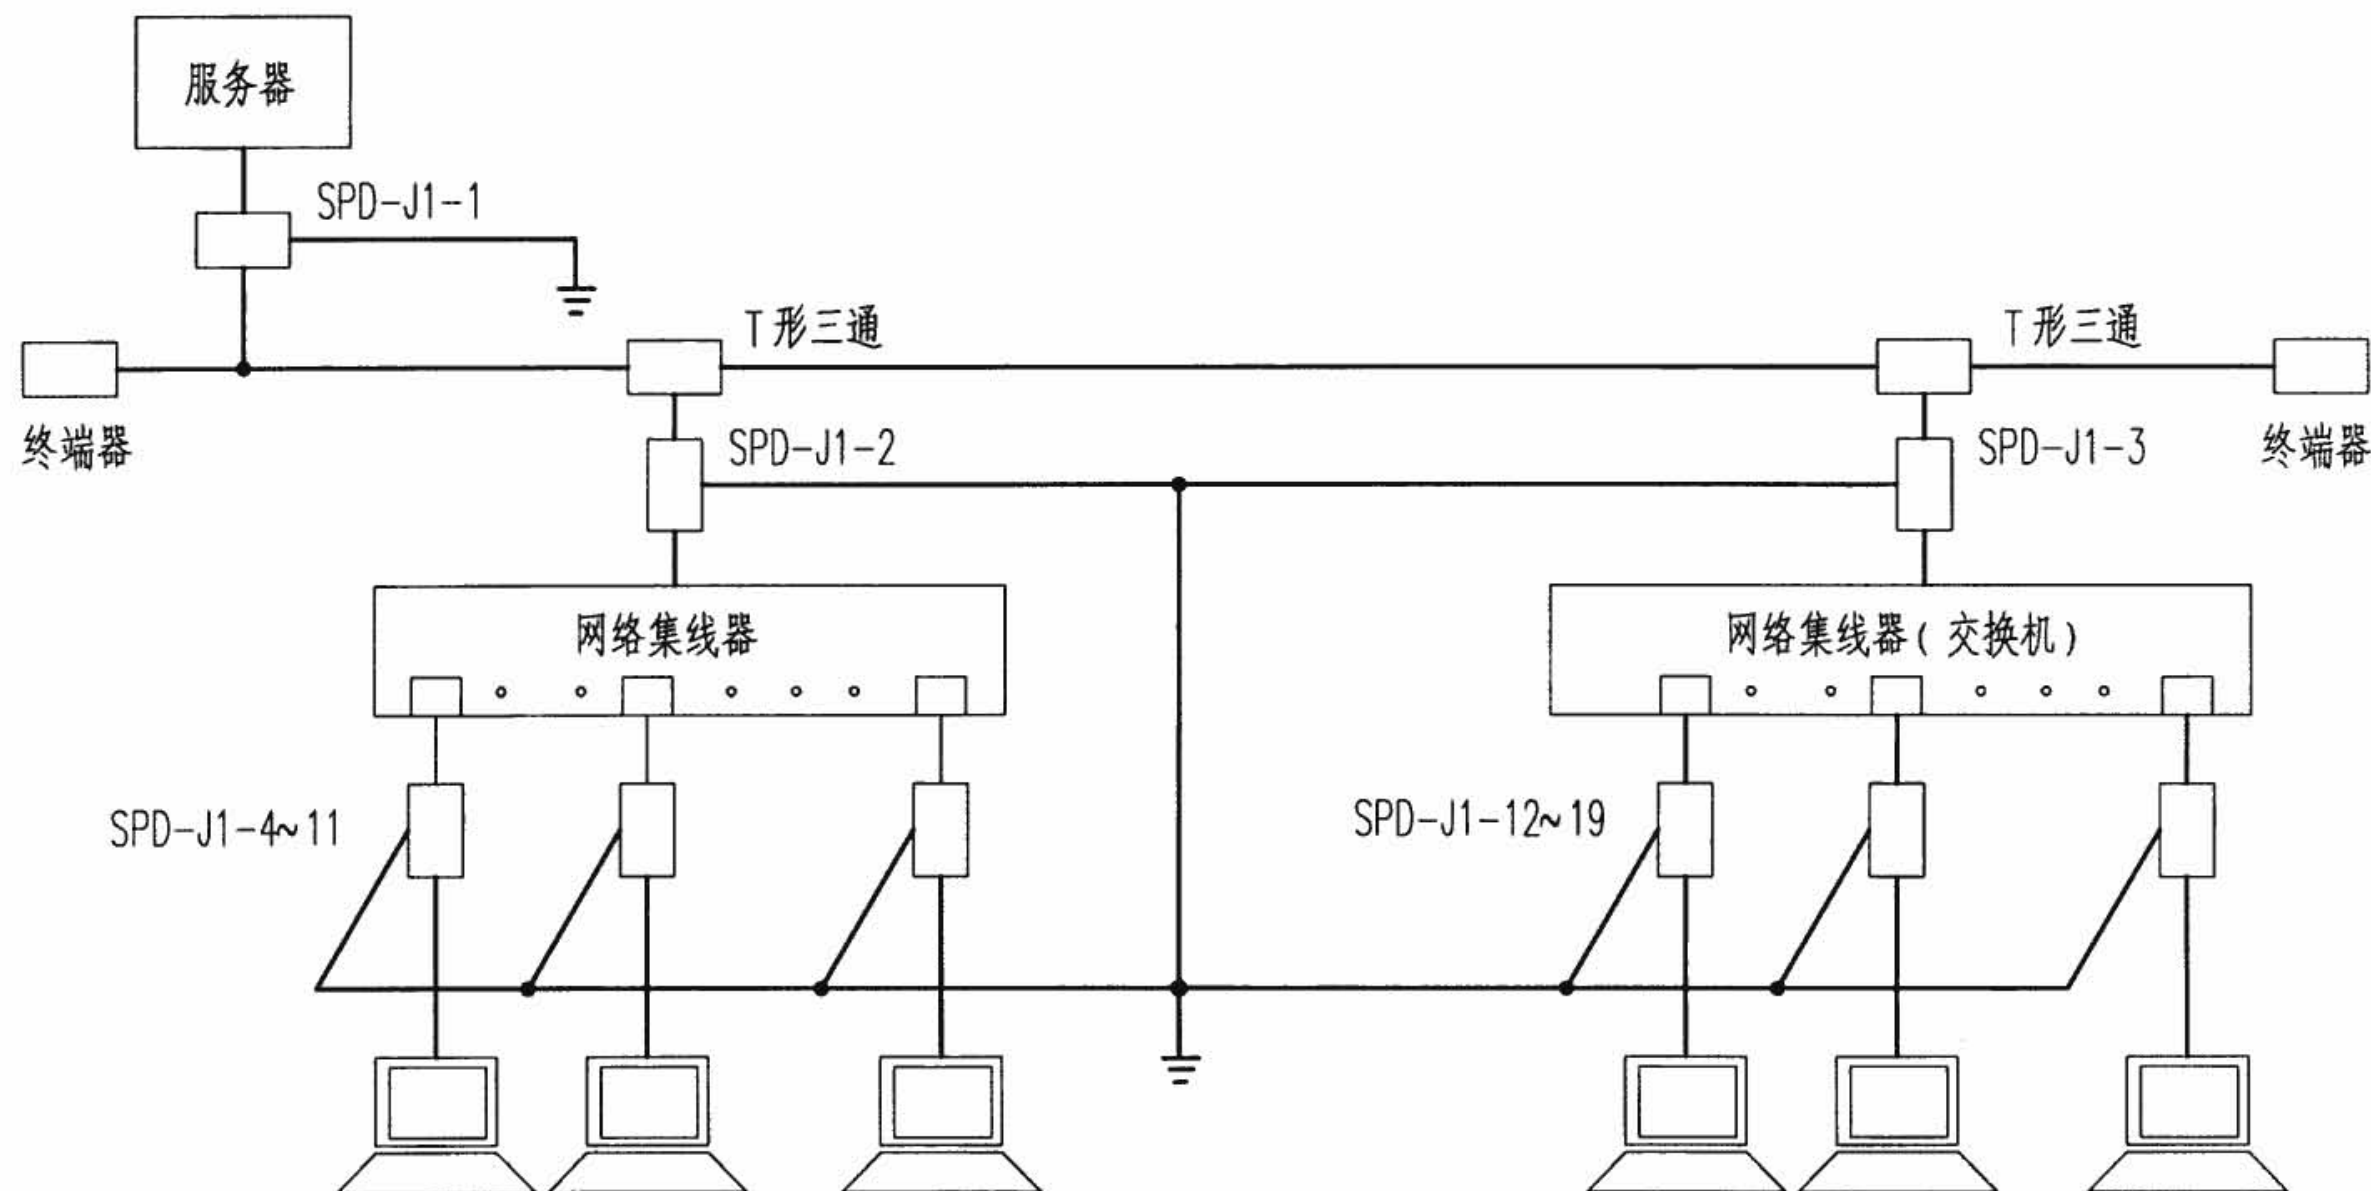 服务器
SPD-J1-1
T形三通
T形三通
终端器
SPD-J1-2
SPD-J1-3
终端器
网络集线器
网络集线器(交换机)
SPD-J1-4~11
SPD-J1-12~19